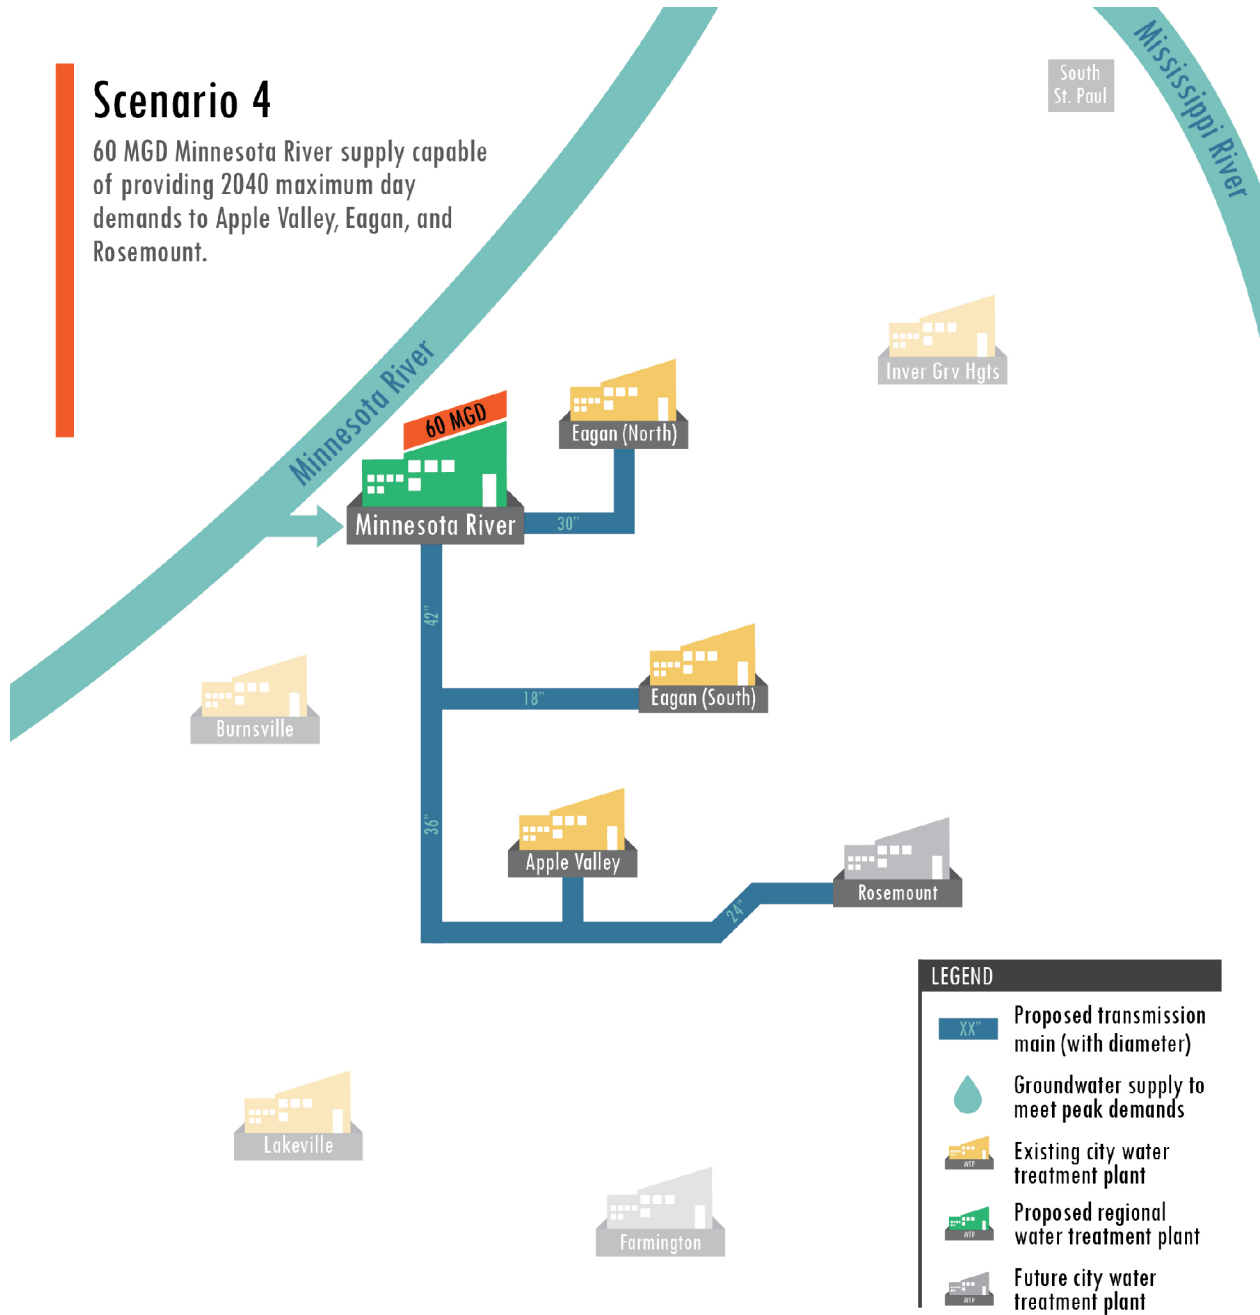 Scenario 4
60 MGD Minnesota River supply capable
of providing 2040 maximum day
demands to Apple Valley, Eagan, and
Rosemount.
South
St. Paul
Mississippi River
Minnesota River
Inver Grv Hgts
60 MGD
Eagan (North)
Minnesota River
30"
42"
18"
Eagan (South)
Burnsville
36"
Apple Valley
24"
Rosemount
Lakeville
Farmington
LEGEND
XX"
Proposed transmission
main (with diameter)
Groundwater supply to
meet peak demands
WTP
Existing city water
treatment plant
WTP
Proposed regional
water treatment plant
WTP
Future city water
treatment plant